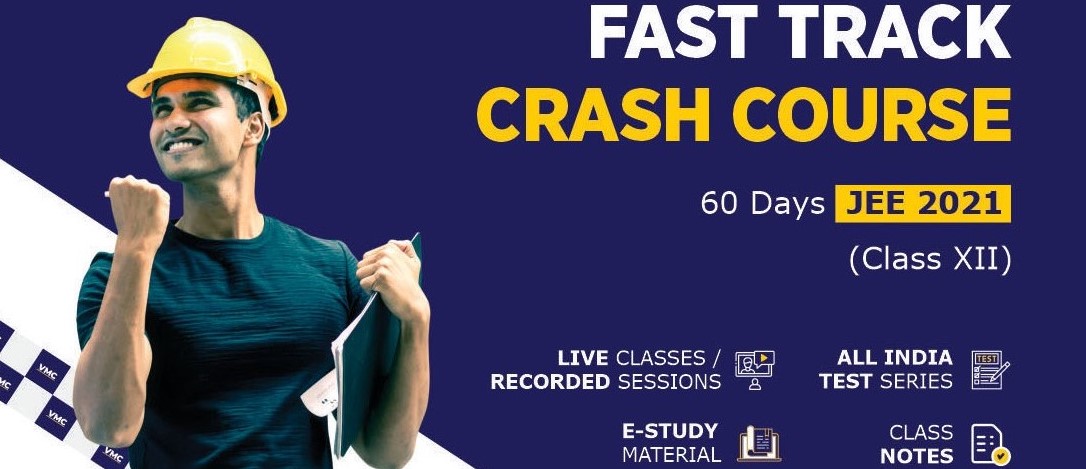 FAST TRACK
CRASH COURSE
60 Days JEE 2021
(Class XII)
LIVE CLASSES /
RECORDED SESSIONS
ALL INDIA
TEST SERIES
TEST
E-STUDY
MATERIAL
CLASS
NOTES
VMC
VMC
VMC
VMC